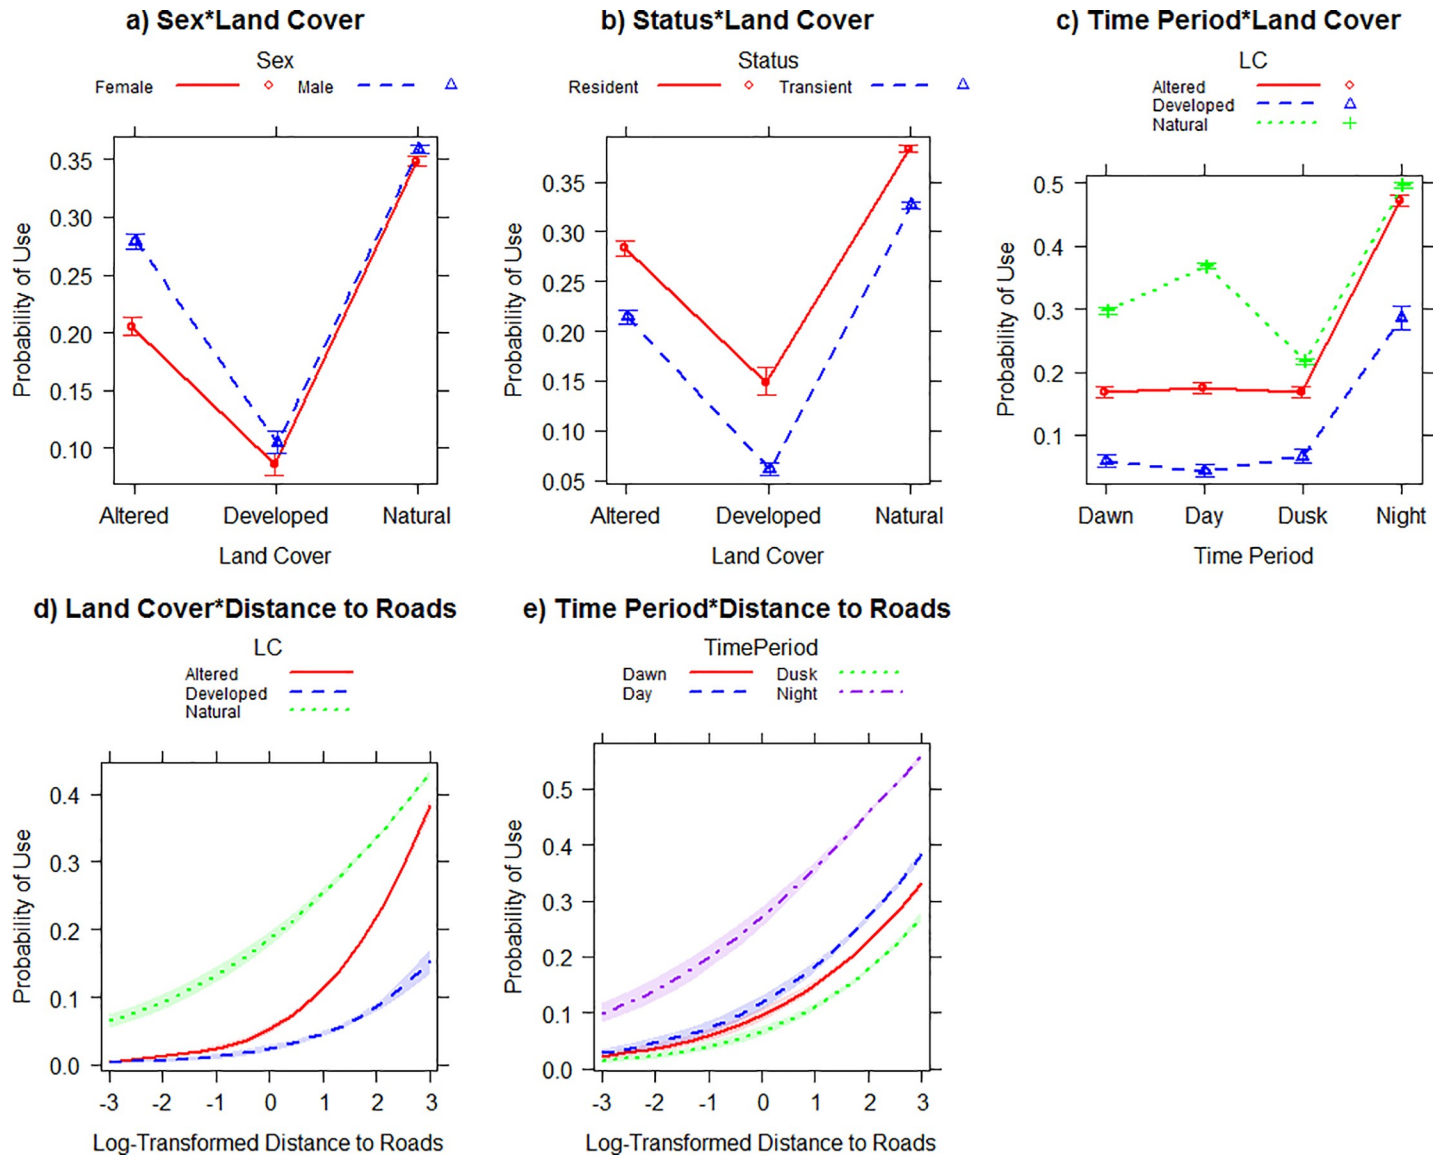 a) Sex*Land Cover
Sex
Female Male
Probability of Use
0.35
0.30
0.25
0.20
0.15
0.10
Altered Developed Natural
Land Cover
b) Status*Land Cover
Status
Resident Transient
Probability of Use
0.35
0.30
0.25
0.20
0.15
0.10
0.05
Altered Developed Natural
Land Cover
c) Time Period*Land Cover
LC
Altered
Developed
Natural
Probability of Use
0.5
0.4
0.3
0.2
0.1
Dawn Day Dusk Night
Time Period
d) Land Cover*Distance to Roads
LC
Altered
Developed
Natural
Probability of Use
0.4
0.3
0.2
0.1
0.0
-3 -2 -1 0 1 2 3
Log-Transformed Distance to Roads
e) Time Period*Distance to Roads
TimePeriod
Dawn Dusk
Day Night
Probability of Use
0.5
0.4
0.3
0.2
0.1
0.0
-3 -2 -1 0 1 2 3
Log-Transformed Distance to Roads